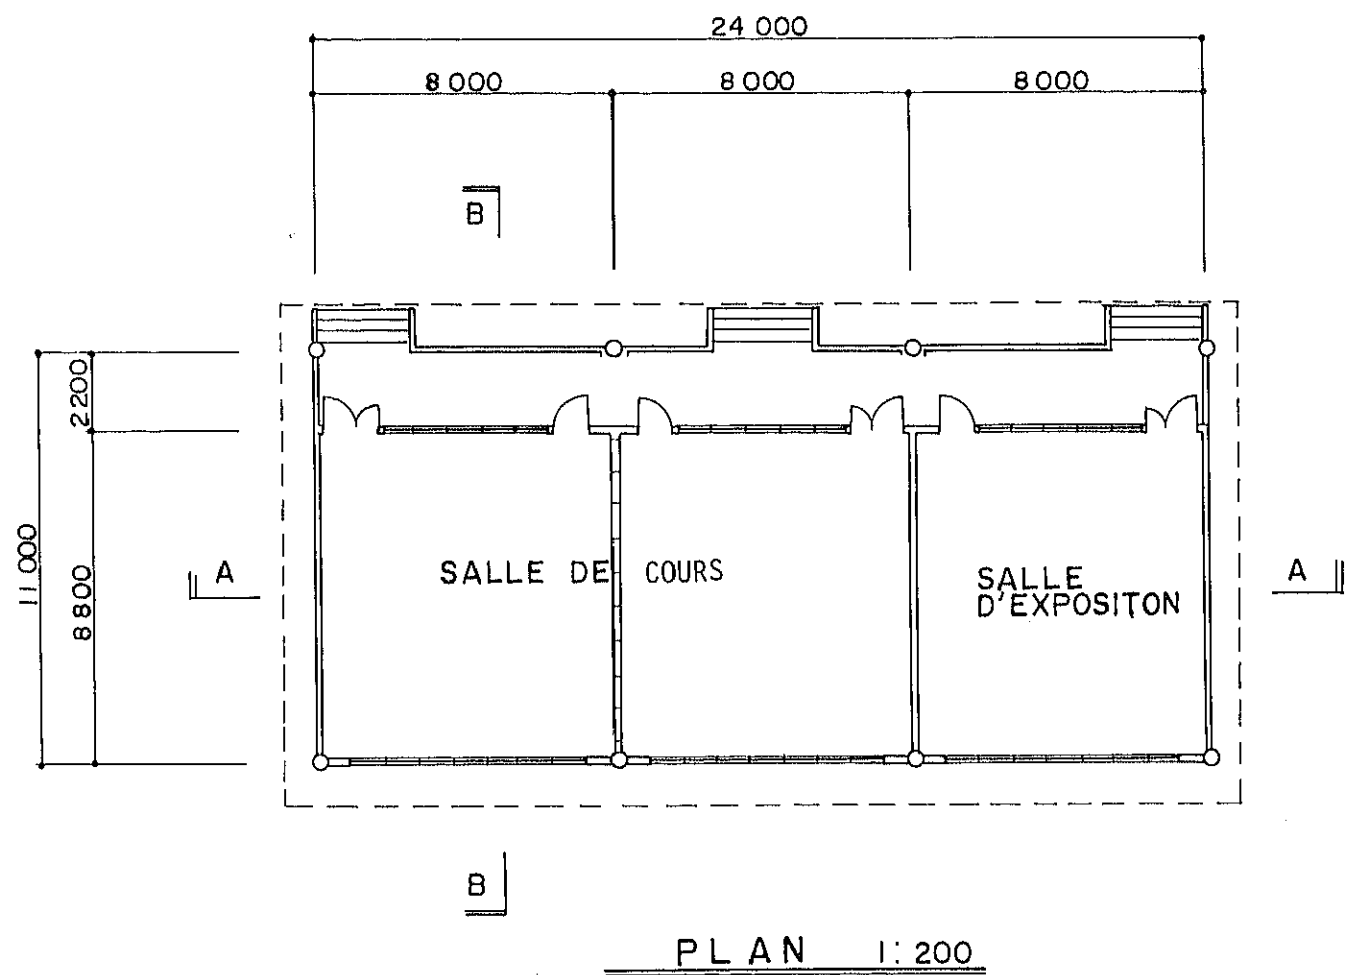 24 000
8 000 8 000 8 000
B
2200
11 000
8 800
A
SALLE DE COURS
SALLE
D'EXPOSITON
A
B
PLAN 1:200